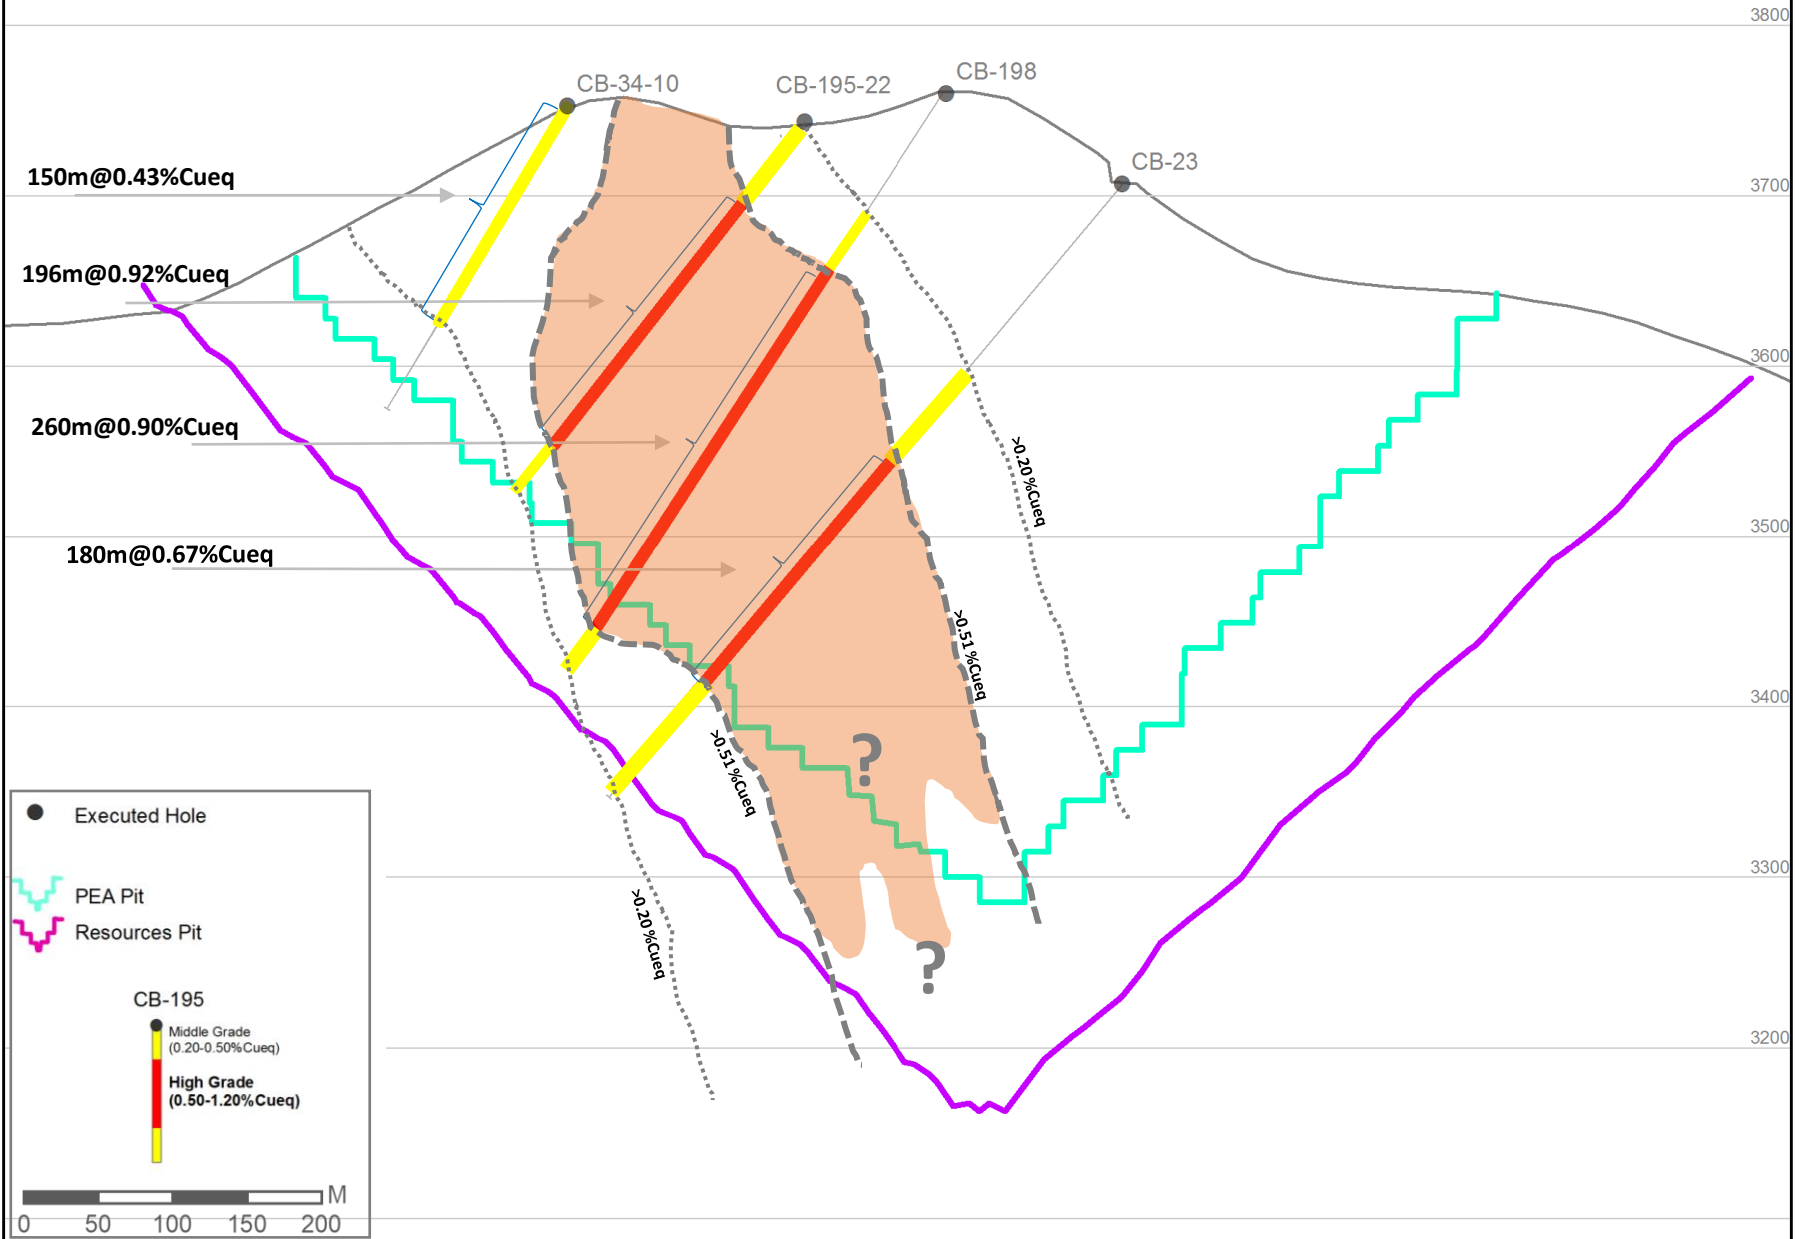 3800
CB-34-10
CB-195-22
CB-198
CB-23
150m@0.43%Cueq
3700
196m@0.92%Cueq
3600
260m@0.90%Cueq
>0.20 %Cueq
3500
180m@0.67%Cueq
>0.51 %Cueq
3400
>0.51 %Cueq
?
3300
>0.20 %Cueq
?
3200
Executed Hole
PEA Pit
Resources Pit
CB-195
Middle Grade
(0.20-0.50%Cueq)
High Grade
(0.50-1.20%Cueq)
M
0 50 100 150 200